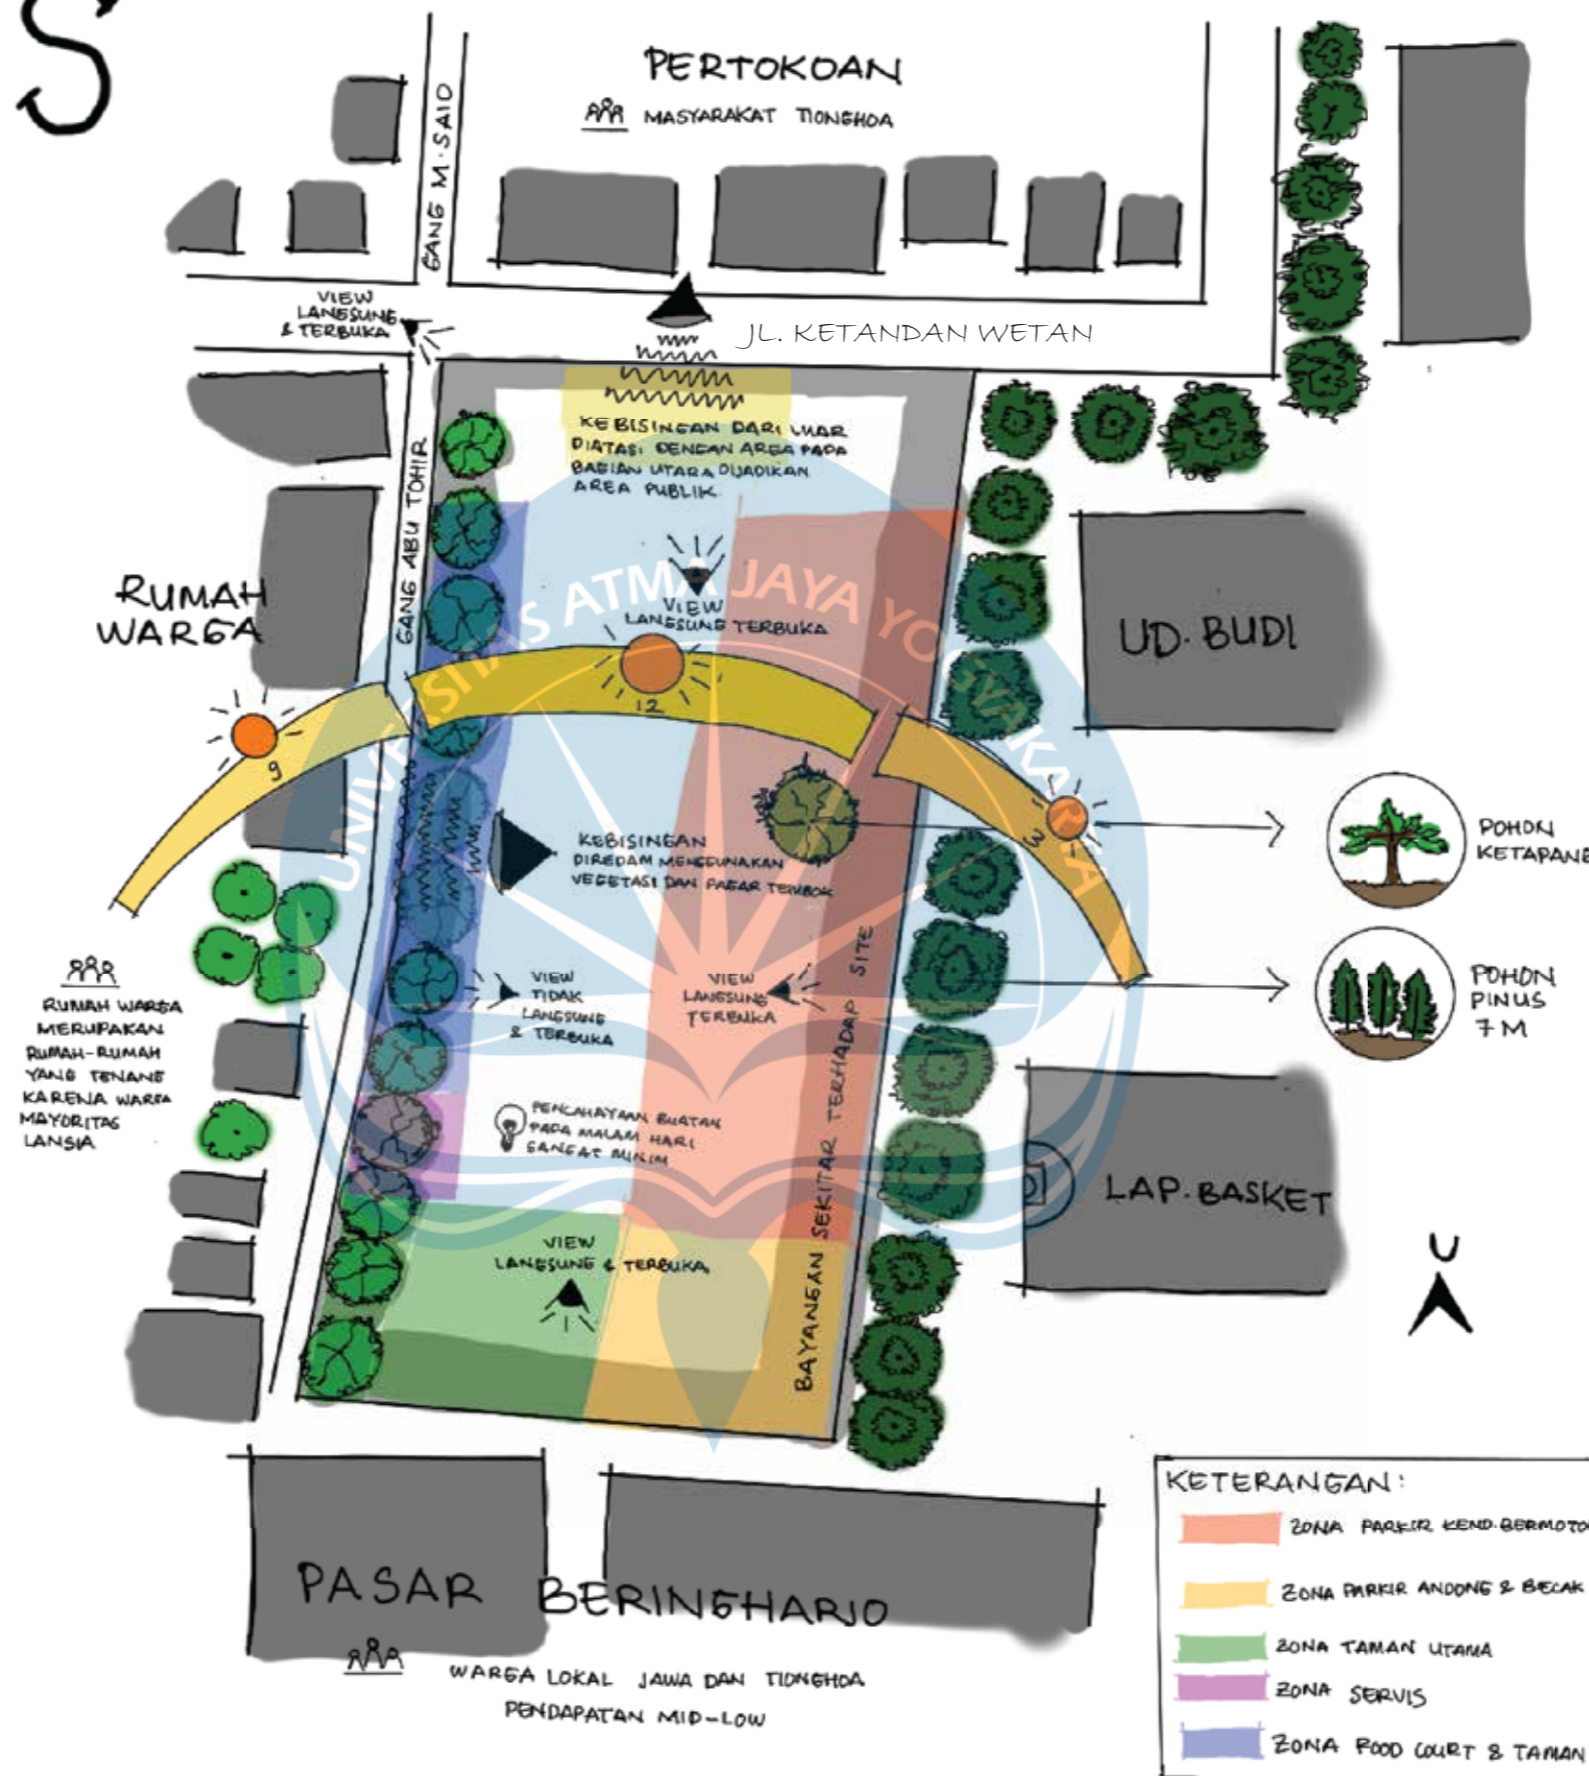 S
PERTOKOAN
MASYARAKAT TIONGHOA
GANG M. SAID
VIEW
LANGSUNG
& TERBUKA
JL. KETANDAN WETAN
KEBISINGAN DARI LUAR
DIATASI DENGAN AREA PADA
BAGIAN UTARA DIJADIKAN
AREA PUBLIK
GANG ABU TOHIR
RUMAH
WARGA
UNIVERSITAS ATMA JAYA YOGYAKARTA
VIEW
LANGSUNG TERBUKA
UD. BUDI
12
9
3
KEBISINGAN
DIREDAM MENGGUNAKAN
VEGETASI DAN PAGAR TEMBOK
POHON
KETAPANG
VIEW
TIDAK
LANGSUNG
& TERBUKA
VIEW
LANGSUNG
TERBUKA
POHON
PINUS
7 M
RUMAH WARGA
MERUPAKAN
RUMAH-RUMAH
YANG TENANG
KARENA WARGA
MAYORITAS
LANSIA
BAYANGAN SEKITAR TERHADAP SITE
PENCAHAYAAN BUATAN
PADA MALAM HARI
SANGAT MINIM
LAP. BASKET
VIEW
LANGSUNG & TERBUKA
U
PASAR BERINGHARJO
WARGA LOKAL JAWA DAN TIONGHOA
PENDAPATAN MID-LOW
KETERANGAN:
ZONA PARKIR KEND. BERMOTO
ZONA PARKIR ANDONG & BECAK
ZONA TAMAN UTAMA
ZONA SERVIS
ZONA FOOD COURT & TAMAN